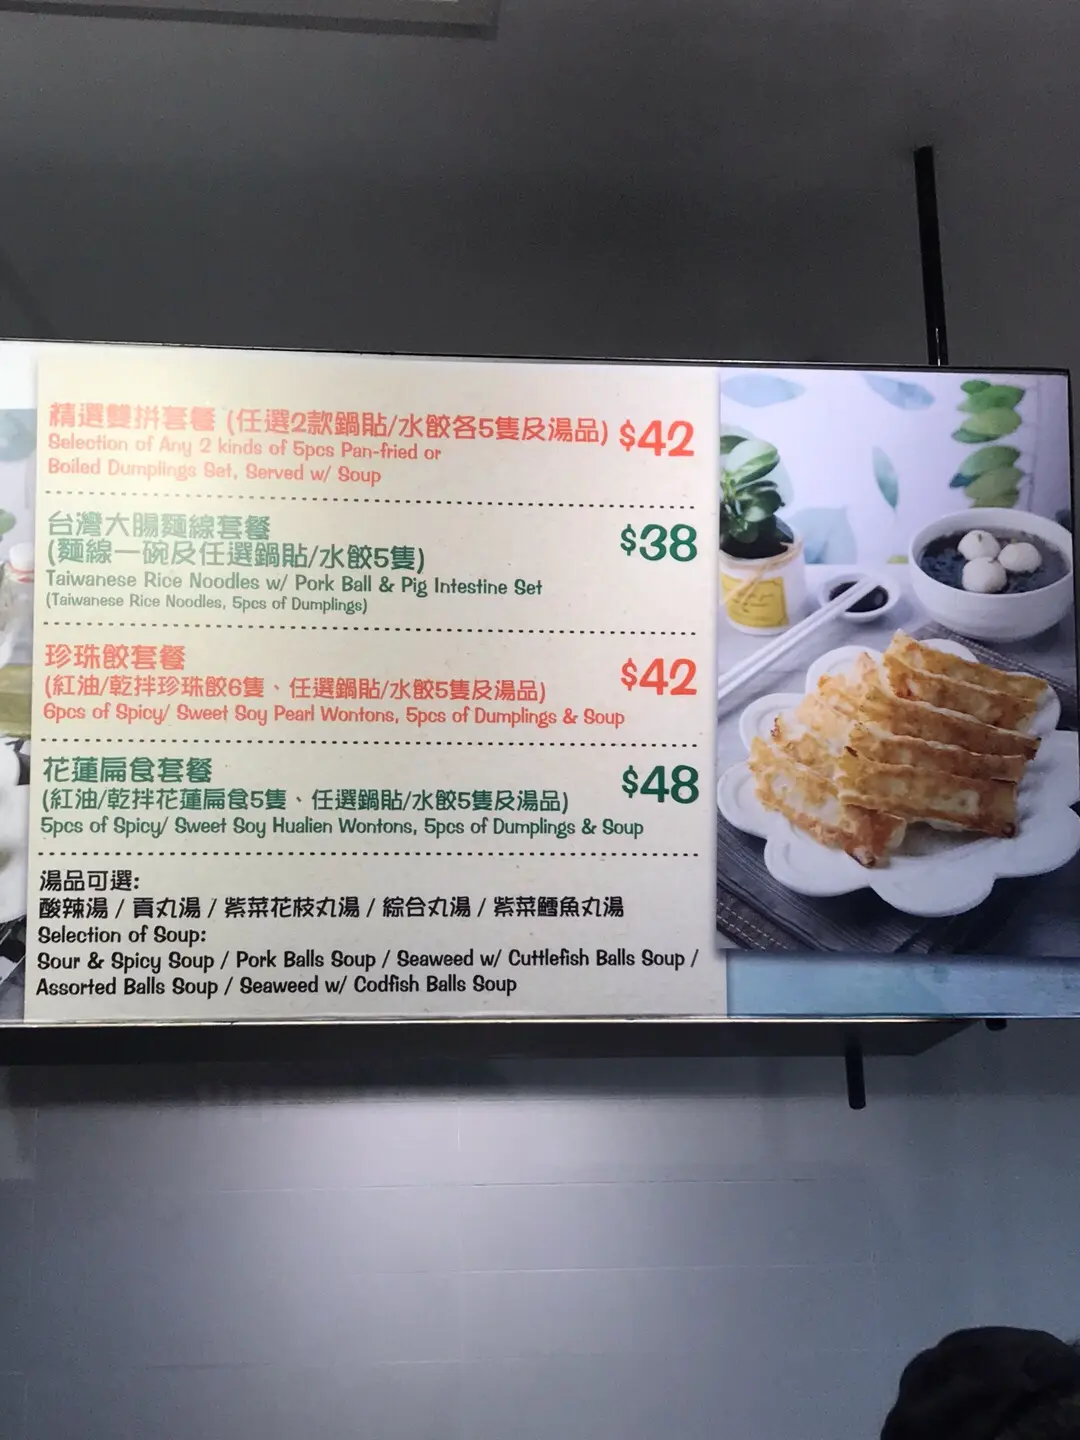 精選雙拼套餐 (任選2款鍋貼/水餃各5隻及湯品) $42
Selection of Any 2 kinds of 5pcs Pan-fried or
Boiled Dumplings Set, Served w/ Soup
台灣大腸麵線套餐
(麵線一碗及任選鍋貼/水餃5隻) $38
Taiwanese Rice Noodles w/ Pork Ball & Pig Intestine Set
(Taiwanese Rice Noodles, 5pcs of Dumplings)
珍珠餃套餐
(紅油/乾拌珍珠餃6隻、任選鍋貼/水餃5隻及湯品) $42
6pcs of Spicy/ Sweet Soy Pearl Wontons, 5pcs of Dumplings & Soup
花蓮扁食套餐
(紅油/乾拌花蓮扁食5隻、任選鍋貼/水餃5隻及湯品) $48
5pcs of Spicy/ Sweet Soy Hualien Wontons, 5pcs of Dumplings & Soup
湯品可選:
酸辣湯 / 貢丸湯 / 紫菜花枝丸湯 / 綜合丸湯 / 紫菜鱈魚丸湯
Selection of Soup:
Sour & Spicy Soup / Pork Balls Soup / Seaweed w/ Cuttlefish Balls Soup /
Assorted Balls Soup / Seaweed w/ Codfish Balls Soup